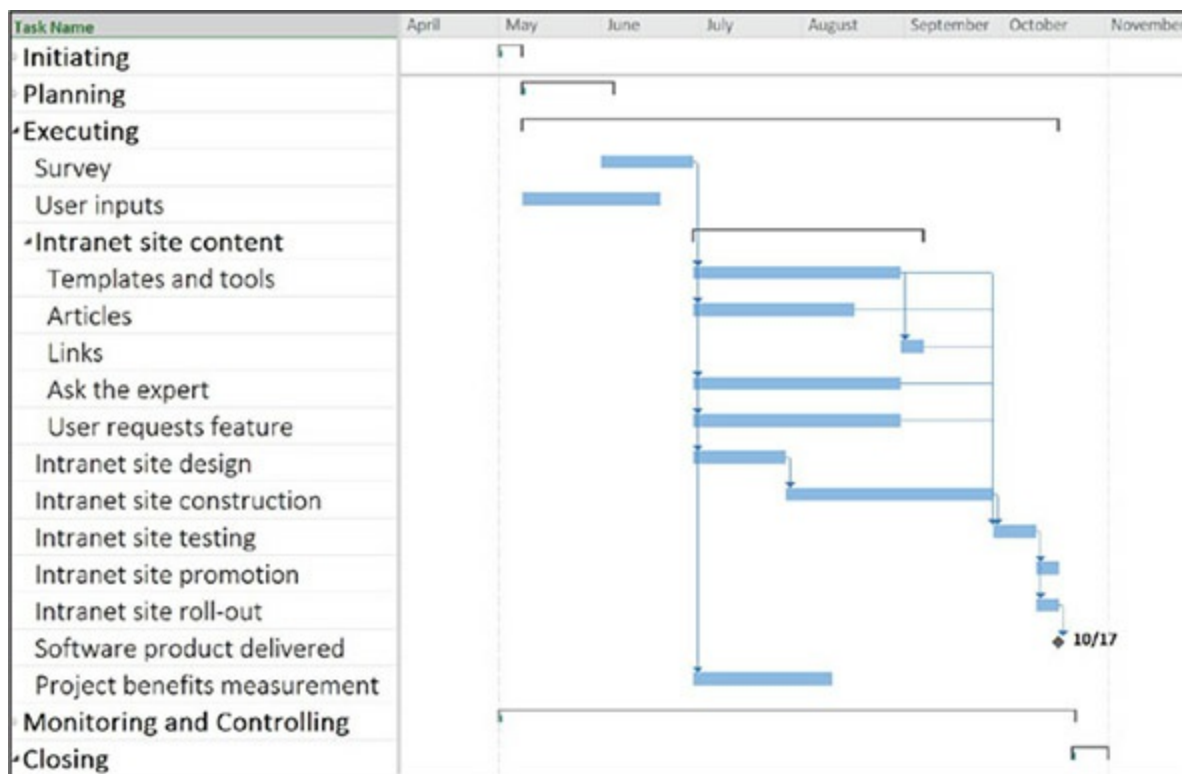 Task Name April May June July August September October November
Initiating
Planning
Executing
Survey
User inputs
Intranet site content
Templates and tools
Articles
Links
Ask the expert
User requests feature
Intranet site design
Intranet site construction
Intranet site testing
Intranet site promotion
Intranet site roll-out
Software product delivered 10/17
Project benefits measurement
Monitoring and Controlling
Closing